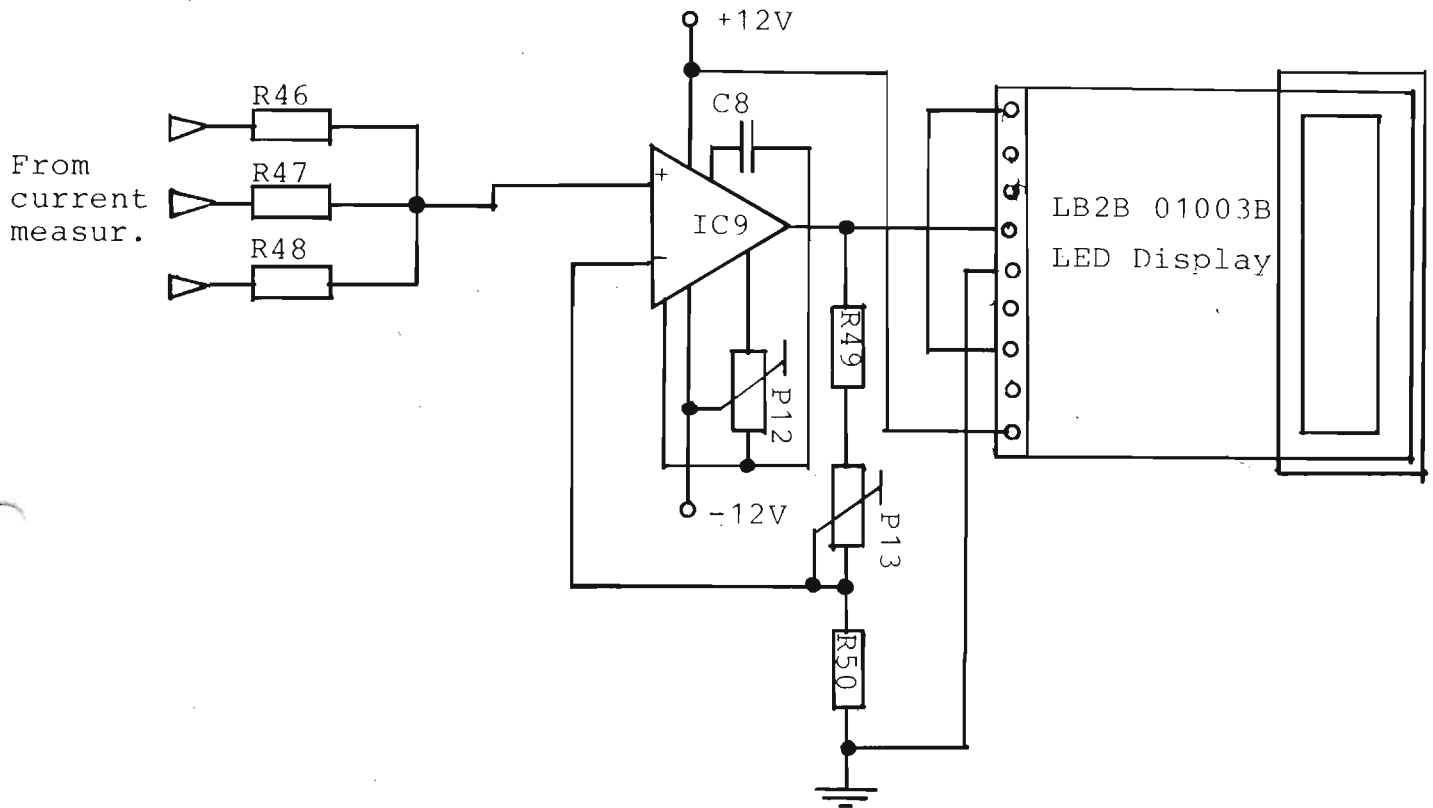 +12V
R46
C8
From
current
measur.
R47
R48
+
IC9
-
LB2B 01003B
LED Display
R49
P12
-12V
P13
R50